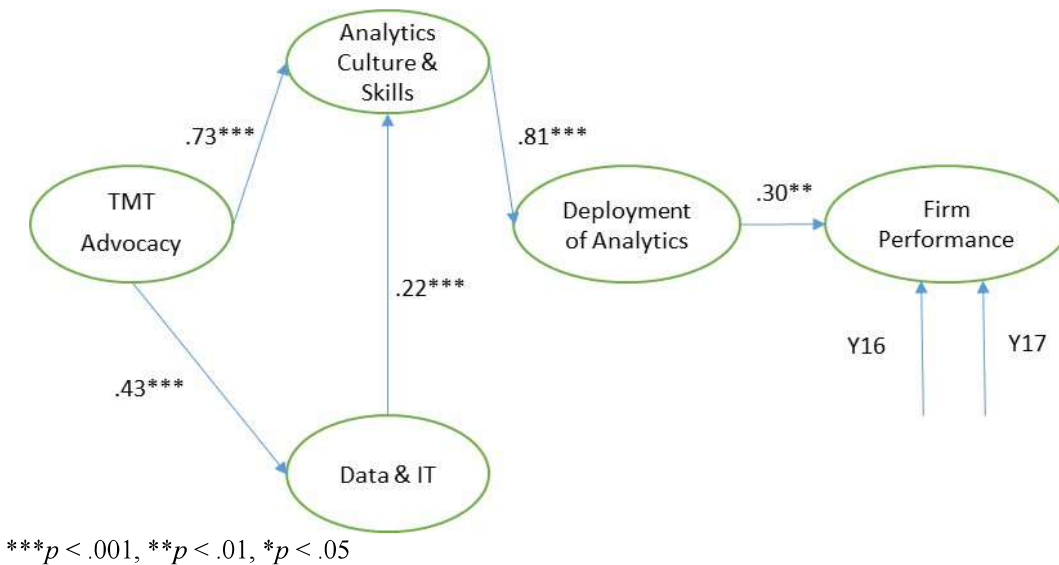 Analytics
Culture &
Skills
.73***
.81***
TMT
Advocacy
Deployment
of Analytics
.30**
Firm
Performance
.22***
Y16
Y17
.43***
Data & IT
***p < .001, **p < .01, *p < .05